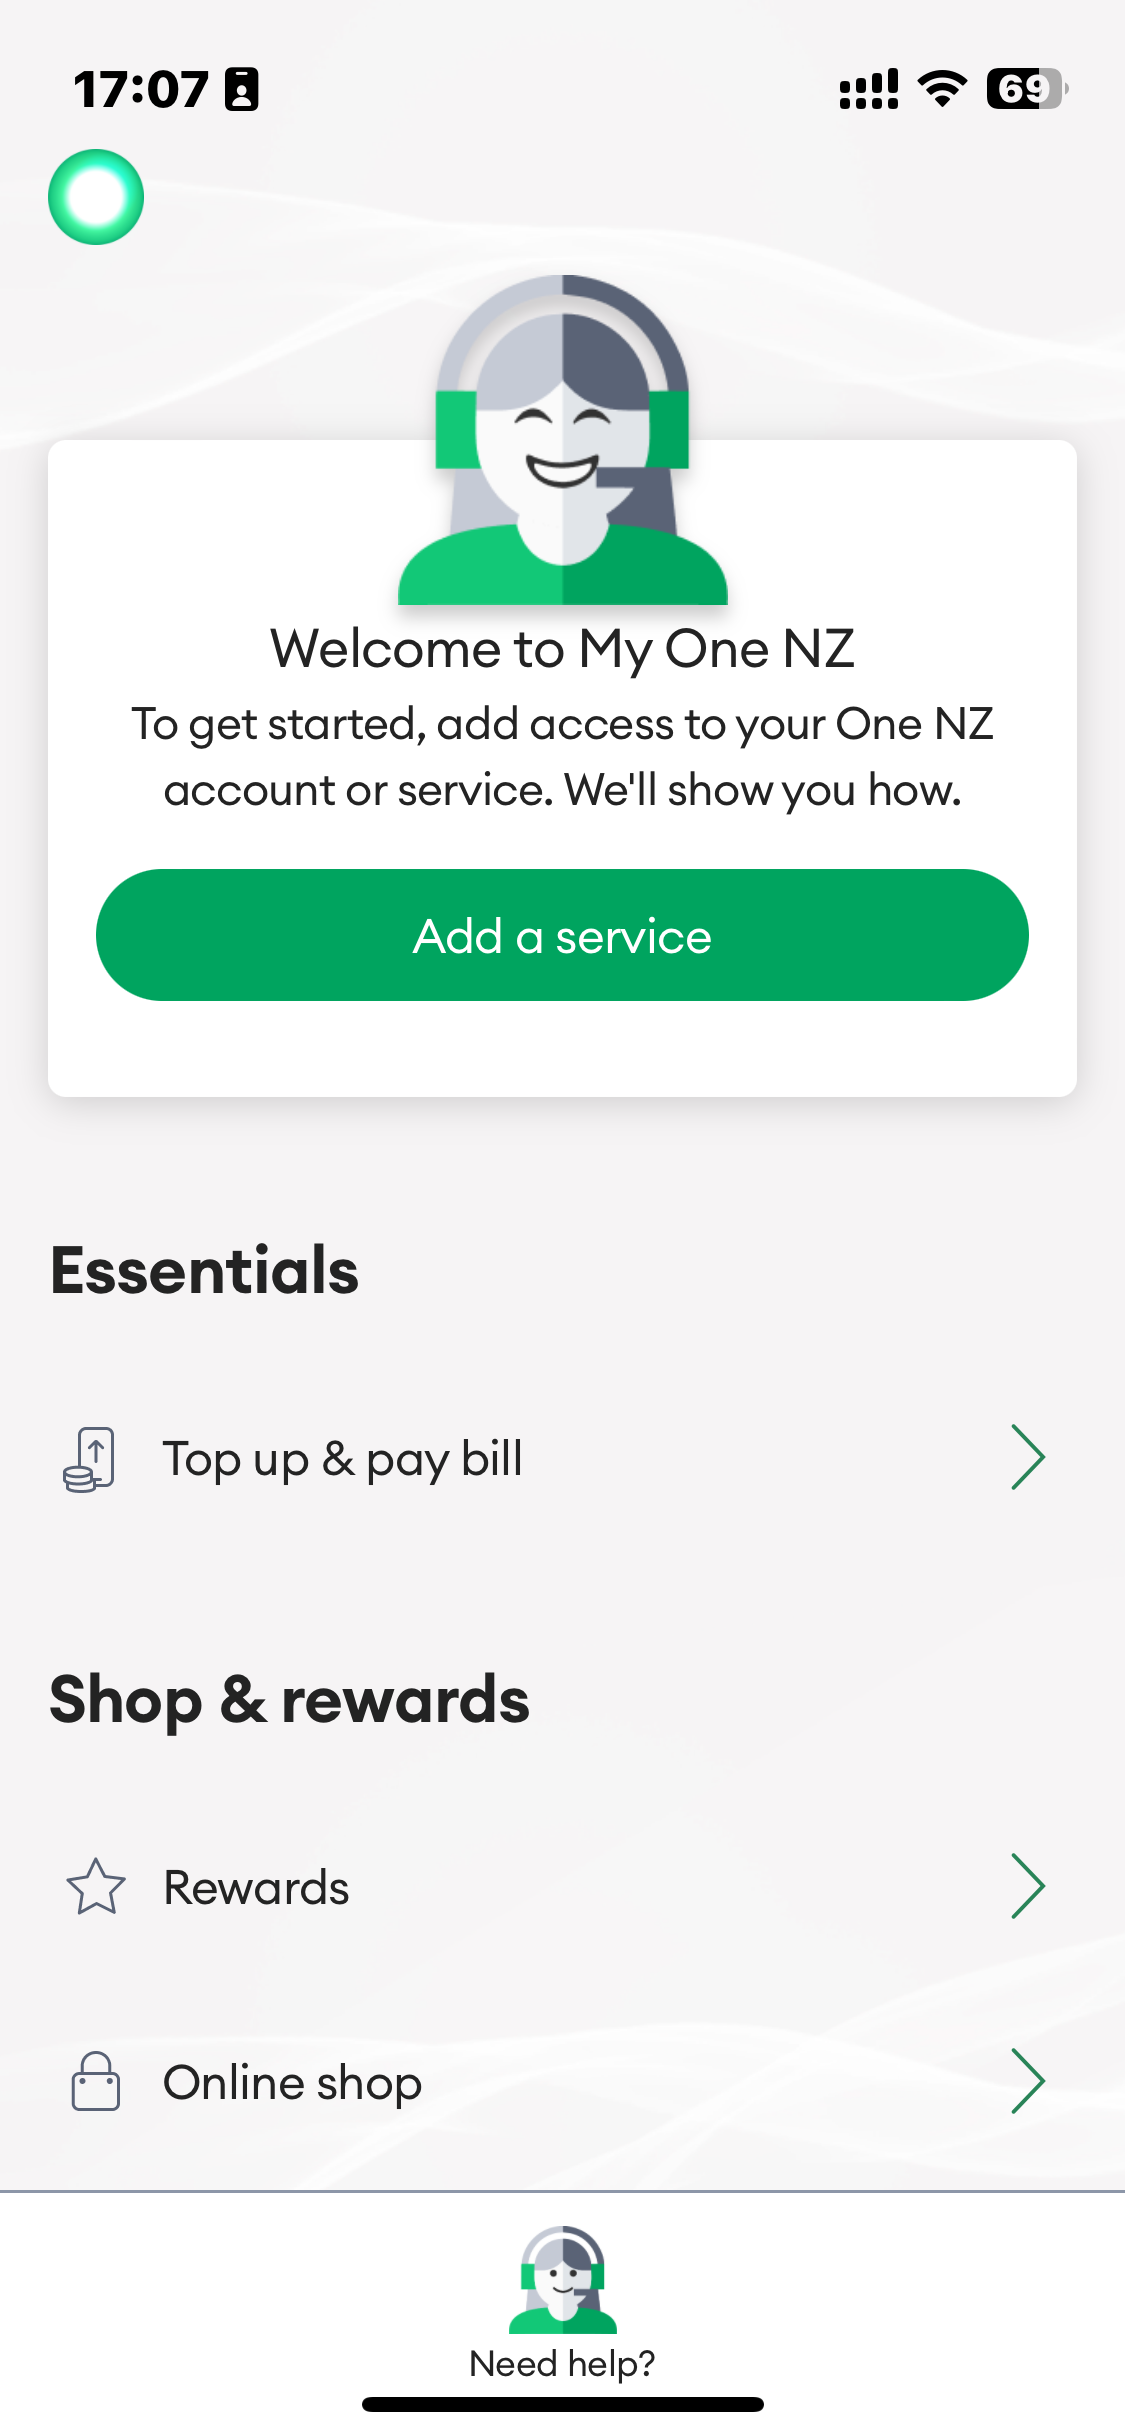 17:07
69
Welcome to My One NZ
To get started, add access to your One NZ
account or service. We'll show you how.
Add a service
Essentials
Top up & pay bill
Shop & rewards
Rewards
Online shop
Need help?